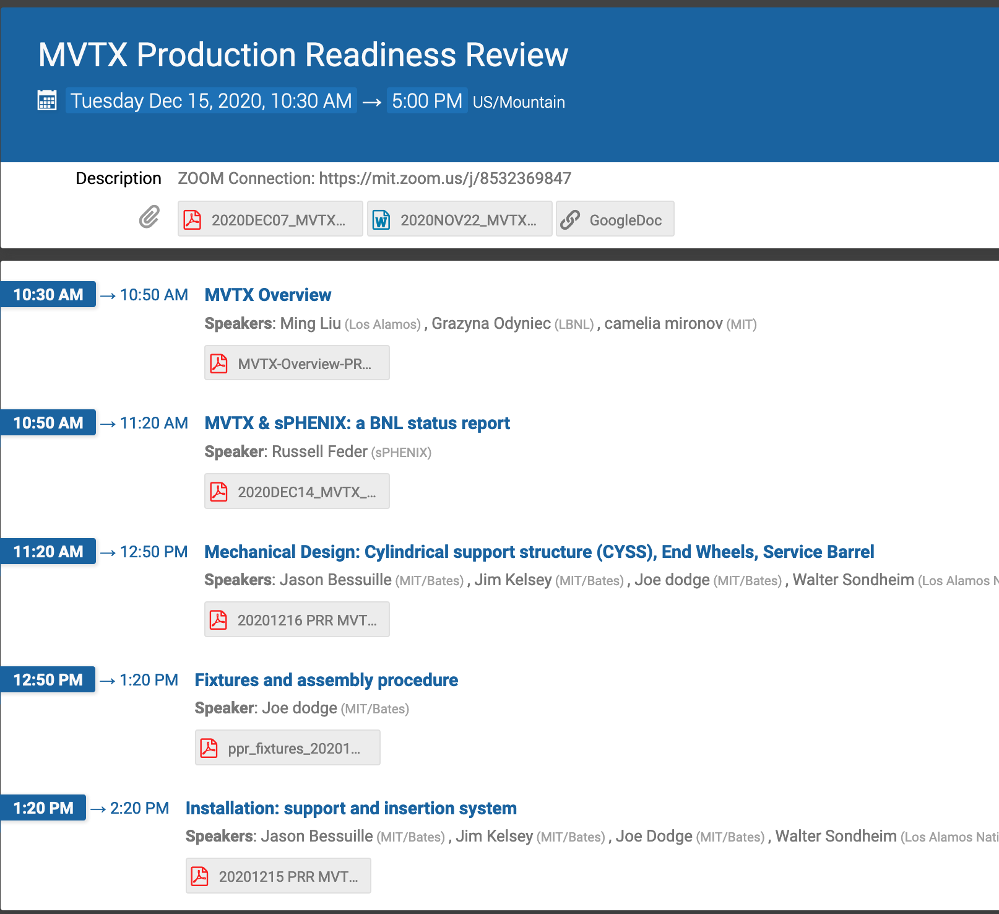 MVTX Production Readiness Review
Tuesday Dec 15, 2020, 10:30 AM → 5:00 PM US/Mountain
Description ZOOM Connection: https://mit.zoom.us/j/8532369847
2020DEC07_MVTX... 2020NOV22_MVTX... GoogleDoc
10:30 AM → 10:50 AM MVTX Overview
Speakers: Ming Liu (Los Alamos) , Grazyna Odyniec (LBNL) , camelia mironov (MIT)
MVTX-Overview-PR...
10:50 AM → 11:20 AM MVTX & sPHENIX: a BNL status report
Speaker: Russell Feder (sPHENIX)
2020DEC14_MVTX_...
11:20 AM → 12:50 PM Mechanical Design: Cylindrical support structure (CYSS), End Wheels, Service Barrel
Speakers: Jason Bessuille (MIT/Bates) , Jim Kelsey (MIT/Bates) , Joe dodge (MIT/Bates) , Walter Sondheim (Los Alamos N
20201216 PRR MVT...
12:50 PM → 1:20 PM Fixtures and assembly procedure
Speaker: Joe dodge (MIT/Bates)
ppr_fixtures_20201...
1:20 PM → 2:20 PM Installation: support and insertion system
Speakers: Jason Bessuille (MIT/Bates) , Jim Kelsey (MIT/Bates) , Joe Dodge (MIT/Bates) , Walter Sondheim (Los Alamos Nati
20201215 PRR MVT...